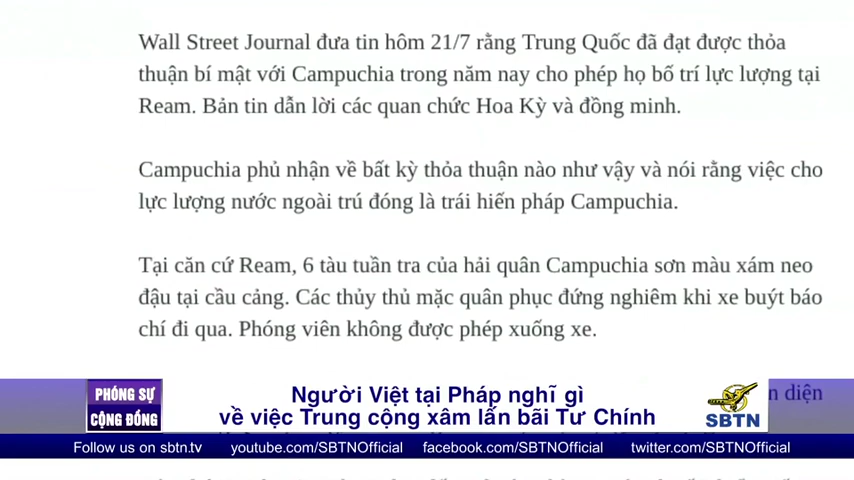 Wall Street Journal đưa tin hôm 21/7 rằng Trung Quốc đã đạt được thỏa
thuận bí mật với Campuchia trong năm nay cho phép họ bố trí lực lượng tại
Ream. Bản tin dẫn lời các quan chức Hoa Kỳ và đồng minh.
Campuchia phủ nhận về bất kỳ thỏa thuận nào như vậy và nói rằng việc cho
lực lượng nước ngoài trú đóng là trái hiến pháp Campuchia.
Tại căn cứ Ream, 6 tàu tuần tra của hải quân Campuchia sơn màu xám neo
đậu tại cầu cảng. Các thủy thủ mặc quân phục đứng nghiêm khi xe buýt báo
chí đi qua. Phóng viên không được phép xuống xe.
diện
PHÓNG SỰ
CỘNG ĐỒNG
Người Việt tại Pháp nghĩ gì
về việc Trung cộng xâm lấn bãi Tư Chính
SBTN
Follow us on sbtn.tv youtube.com/SBTNOfficial facebook.com/SBTNOfficial twitter.com/SBTNOfficial